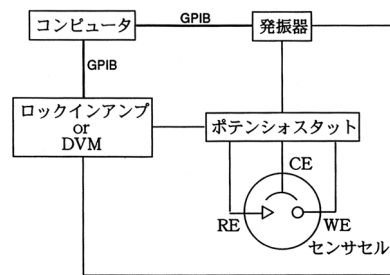 コンピュータ
GPIB
発振器
GPIB
ロックインアンプ
or
DVM
ポテンショスタット
CE
RE
WE
センサセル